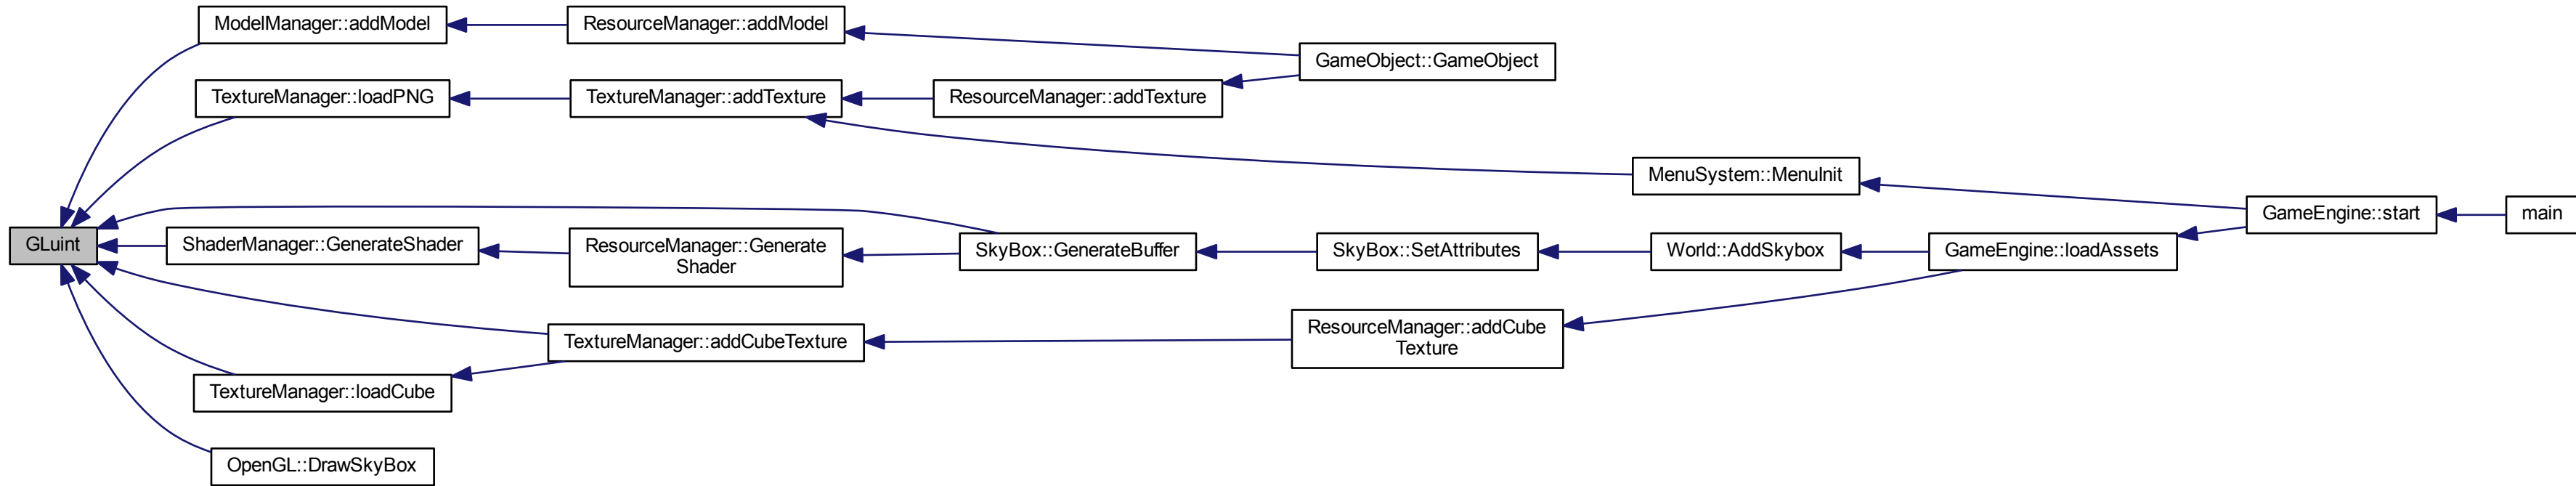 ModelManager::addModel
ResourceManager::addModel
GameObject::GameObject
TextureManager::loadPNG
TextureManager::addTexture
ResourceManager::addTexture
MenuSystem::MenuInit
GameEngine::start
main
GLuint
ShaderManager::GenerateShader
ResourceManager::Generate
Shader
SkyBox::GenerateBuffer
SkyBox::SetAttributes
World::AddSkybox
GameEngine::loadAssets
TextureManager::addCubeTexture
ResourceManager::addCube
Texture
TextureManager::loadCube
OpenGL::DrawSkyBox